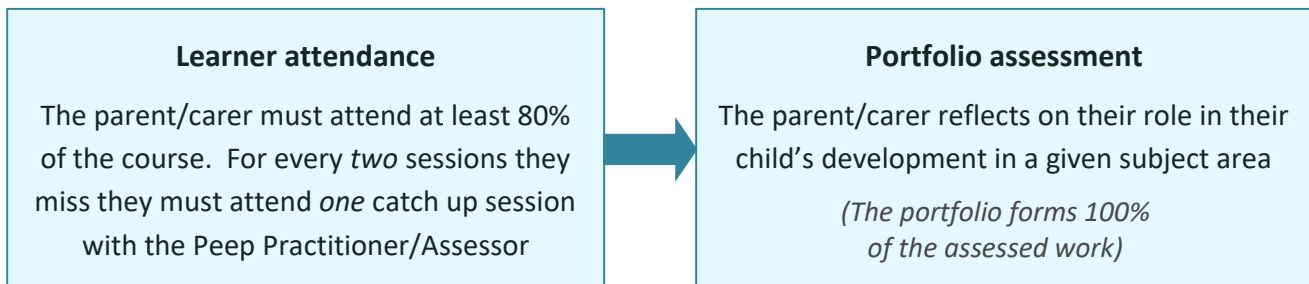 Learner attendance
The parent/carer must attend at least 80%
of the course.  For every two sessions they
miss they must attend one catch up session
with the Peep Practitioner/Assessor
Portfolio assessment
The parent/carer reflects on their role in their
child’s development in a given subject area
(The portfolio forms 100%
of the assessed work)